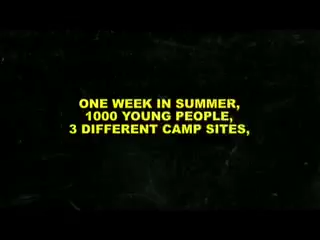 ONE WEEK IN SUMMER,
1000 YOUNG PEOPLE,
3 DIFFERENT CAMP SITES,